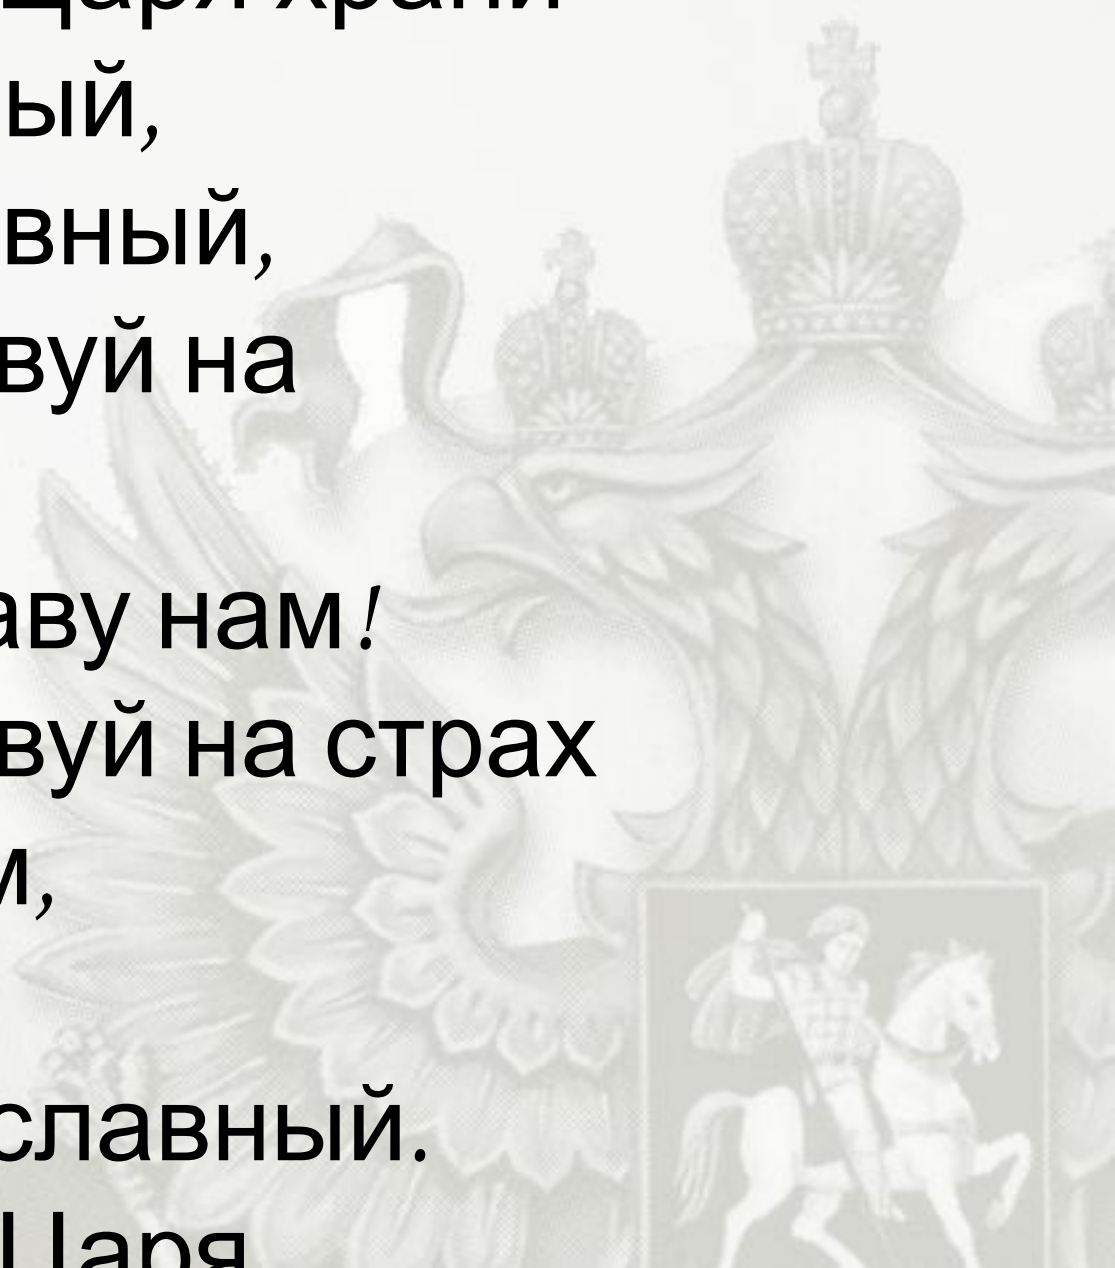 Царя храни
ый,
вный,
вуй на
аву нам!
вуй на страх
м,
славный.
Царя